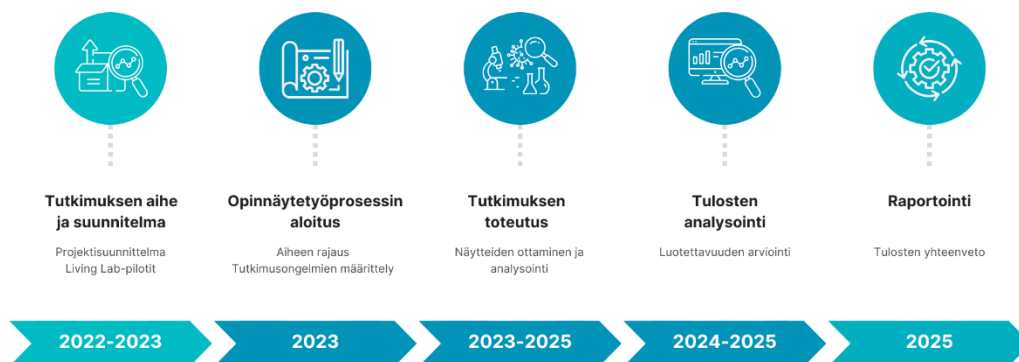 Tutkimuksen aihe
ja suunnitelma
Projektisuunnittelma
Living Lab-pilotit
Opinnäytetyöprosessin
aloitus
Aiheen rajaus
Tutkimusongelmien määrittely
Tutkimuksen
toteutus
Näytteiden ottaminen ja
analysointi
Tulosten
analysointi
Luotettavuuden arviointi
Raportointi
Tulosten yhteenveto
2022-2023
2023
2023-2025
2024-2025
2025